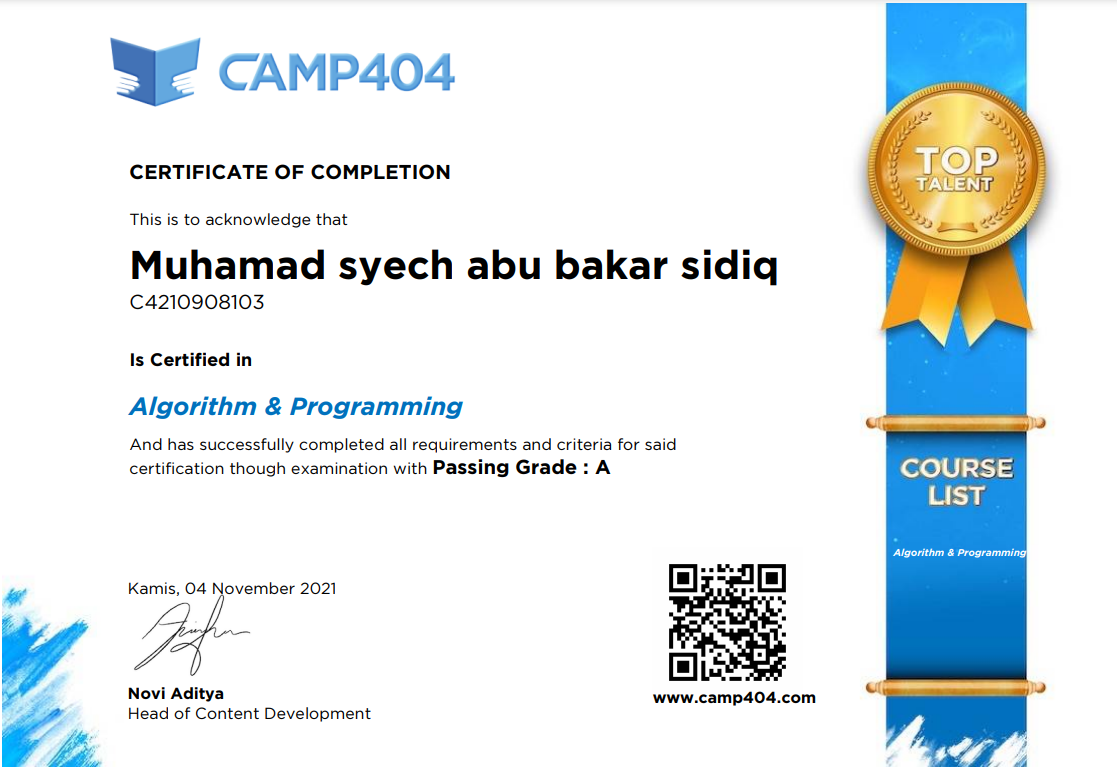 CAMP404
CERTIFICATE OF COMPLETION
This is to acknowledge that
Muhamad syech abu bakar sidiq
C4210908103
Is Certified in
Algorithm & Programming
And has successfully completed all requirements and criteria for said
certification though examination with Passing Grade : A
Kamis, 04 November 2021
Novi Aditya
Head of Content Development
www.camp404.com
TOP
TALENT
COURSE
LIST
Algorithm & Programming